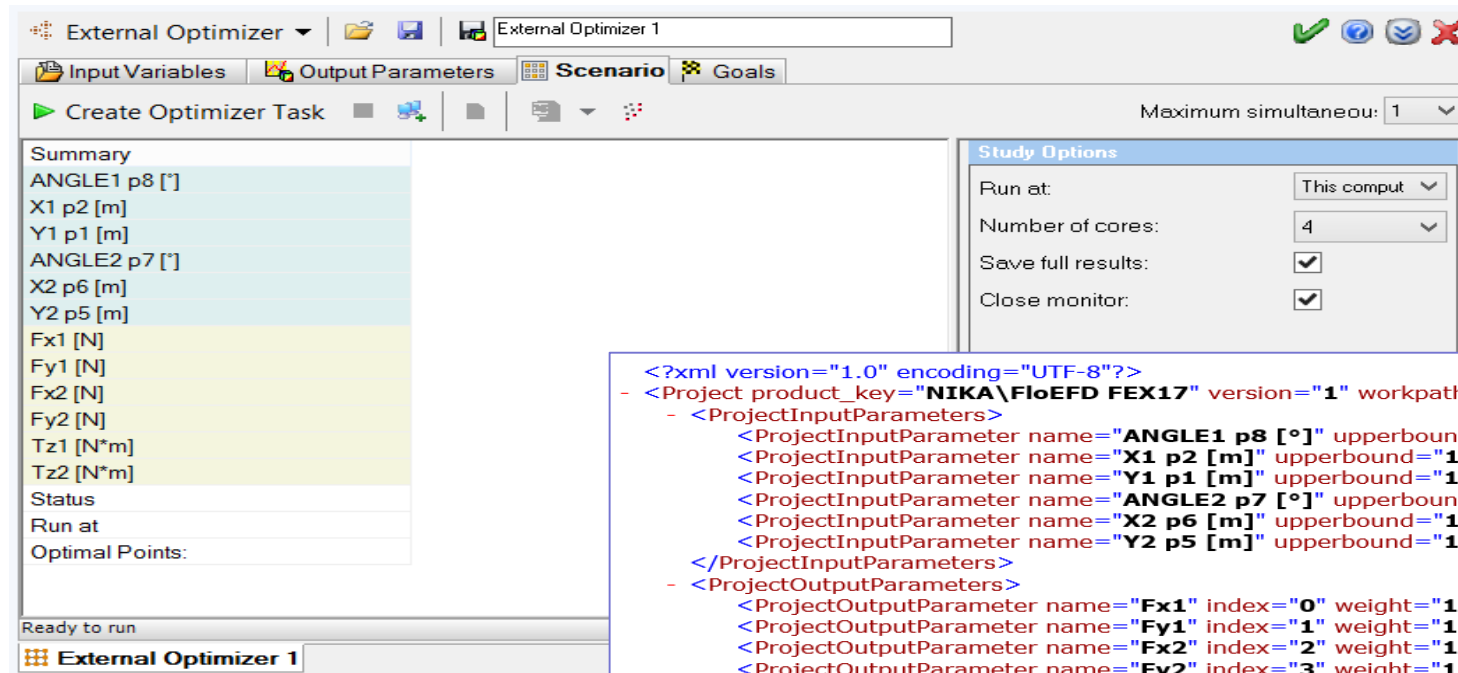 External Optimizer
External Optimizer 1
Input Variables
Output Parameters
Scenario
Goals
Create Optimizer Task
Maximum simultaneou:
1
Summary
ANGLE1 p8 [°]
X1 p2 [m]
Y1 p1 [m]
ANGLE2 p7 [°]
X2 p6 [m]
Y2 p5 [m]
Fx1 [N]
Fy1 [N]
Fx2 [N]
Fy2 [N]
Tz1 [N*m]
Tz2 [N*m]
Status
Run at
Optimal Points:
Ready to run
External Optimizer 1
Study Options
Run at: This comput
Number of cores: 4
Save full results:
Close monitor:
<?xml version="1.0" encoding="UTF-8"?>
- <Project product_key="NIKA\FloEFD FEX17" version="1" workpath
- <ProjectInputParameters>
<ProjectInputParameter name="ANGLE1 p8 [°]" upperboun
<ProjectInputParameter name="X1 p2 [m]" upperbound="1
<ProjectInputParameter name="Y1 p1 [m]" upperbound="1
<ProjectInputParameter name="ANGLE2 p7 [°]" upperboun
<ProjectInputParameter name="X2 p6 [m]" upperbound="1
<ProjectInputParameter name="Y2 p5 [m]" upperbound="1
</ProjectInputParameters>
- <ProjectOutputParameters>
<ProjectOutputParameter name="Fx1" index="0" weight="1
<ProjectOutputParameter name="Fy1" index="1" weight="1
<ProjectOutputParameter name="Fx2" index="2" weight="1
<ProjectOutputParameter name="Fy2" index="3" weight="1